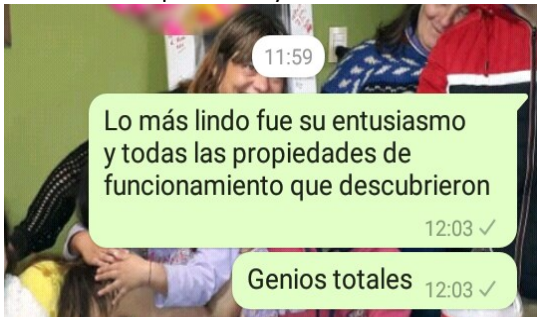 11:59
Lo más lindo fue su entusiasmo
y todas las propiedades de
funcionamiento que descubrieron
12:03
Genios totales 12:03